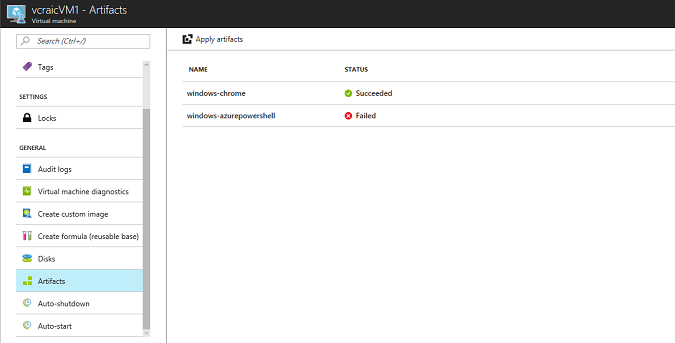 vcraicVM1 - Artifacts
Virtual machine
Search (Ctrl+/)
Tags
SETTINGS
Locks
GENERAL
Audit logs
Virtual machine diagnostics
Create custom image
Create formula (reusable base)
Disks
Artifacts
Auto-shutdown
Auto-start
Apply artifacts
NAME STATUS
windows-chrome Succeeded
windows-azurepowershell Failed